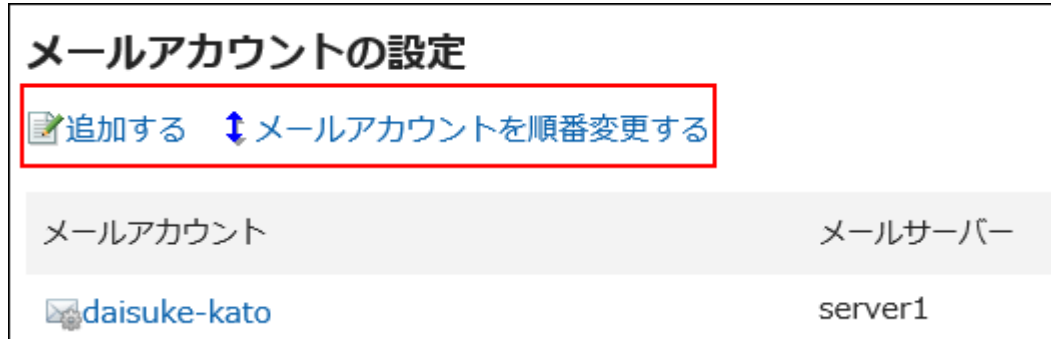 メールアカウントの設定
追加する メールアカウントを順番変更する
メールアカウント メールサーバー
daisuke-kato server1